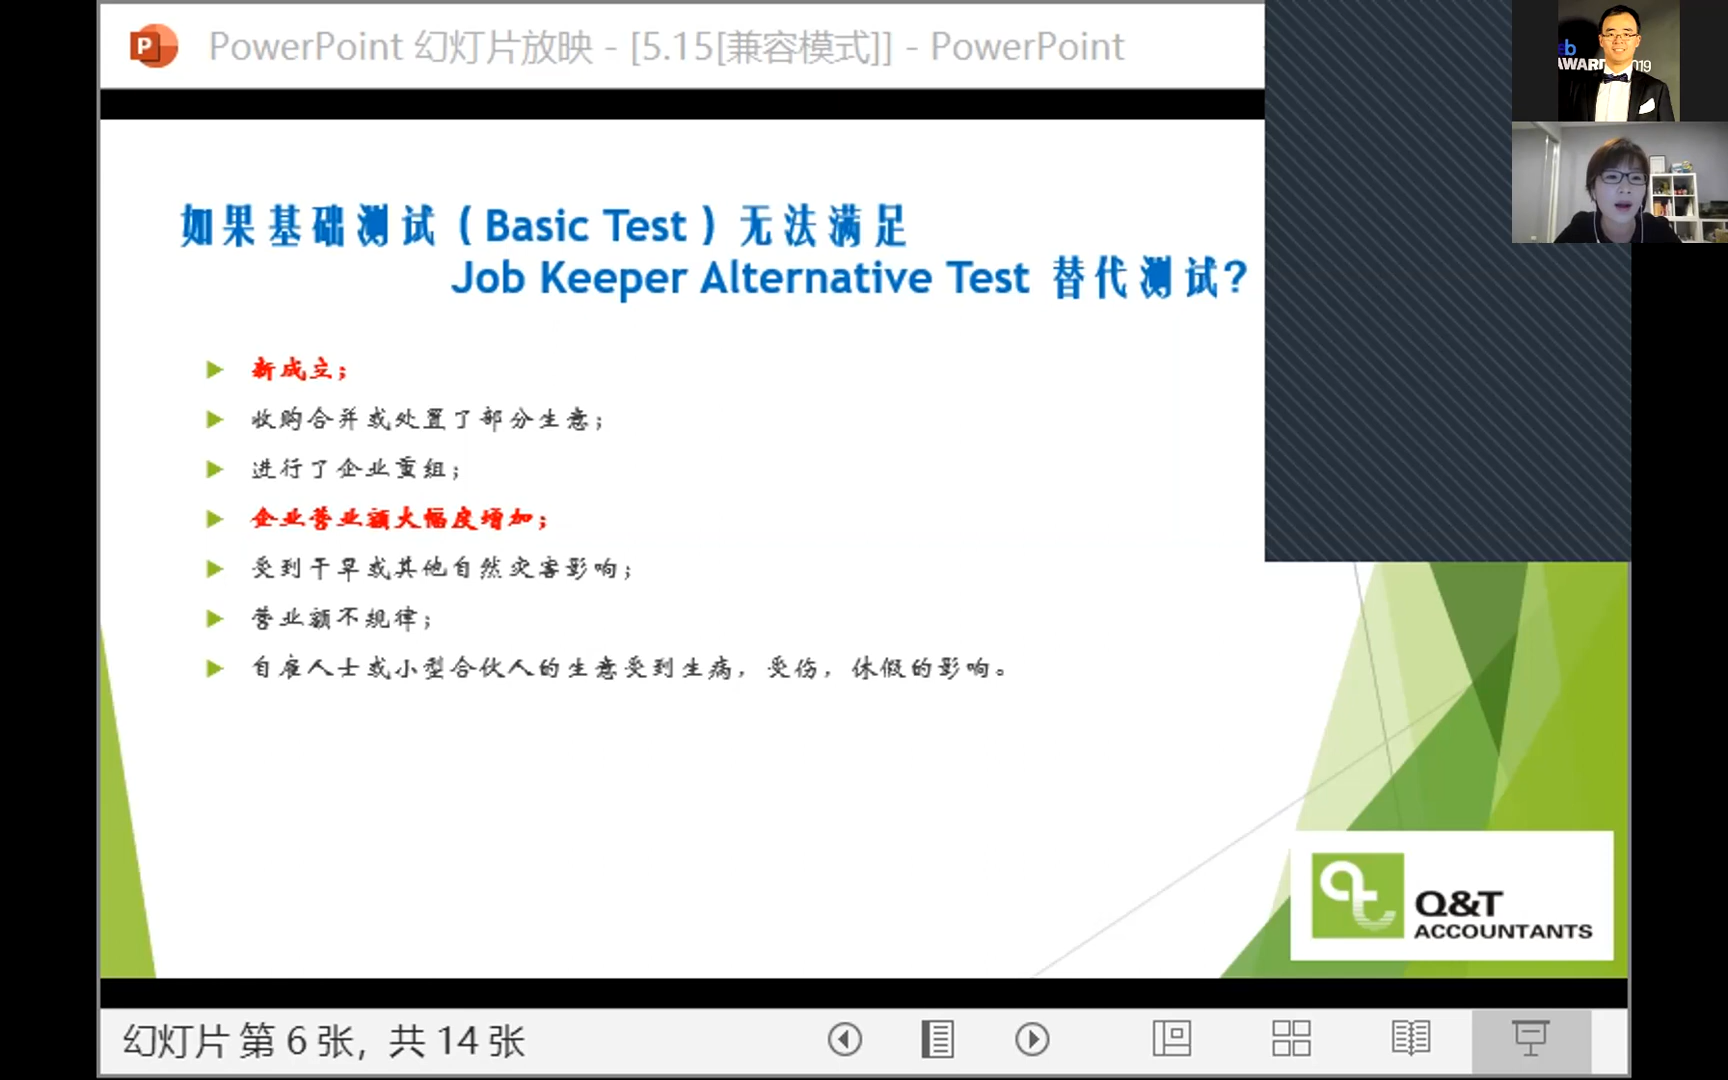 PowerPoint 幻灯片放映 - [5.15[兼容模式]] - PowerPoint
AWARD 2019
如果基础测试（Basic Test）无法满足
Job Keeper Alternative Test 替代测试?
新成立；
收购合并或处置了部分生意；
进行了企业重组；
企业营业额大幅度增加；
受到干旱或其他自然灾害影响；
营业额不规律；
自雇人士或小型合伙人的生意受到生病，受伤，休假的影响。
Q&T
ACCOUNTANTS
幻灯片 第 6 张，共 14 张